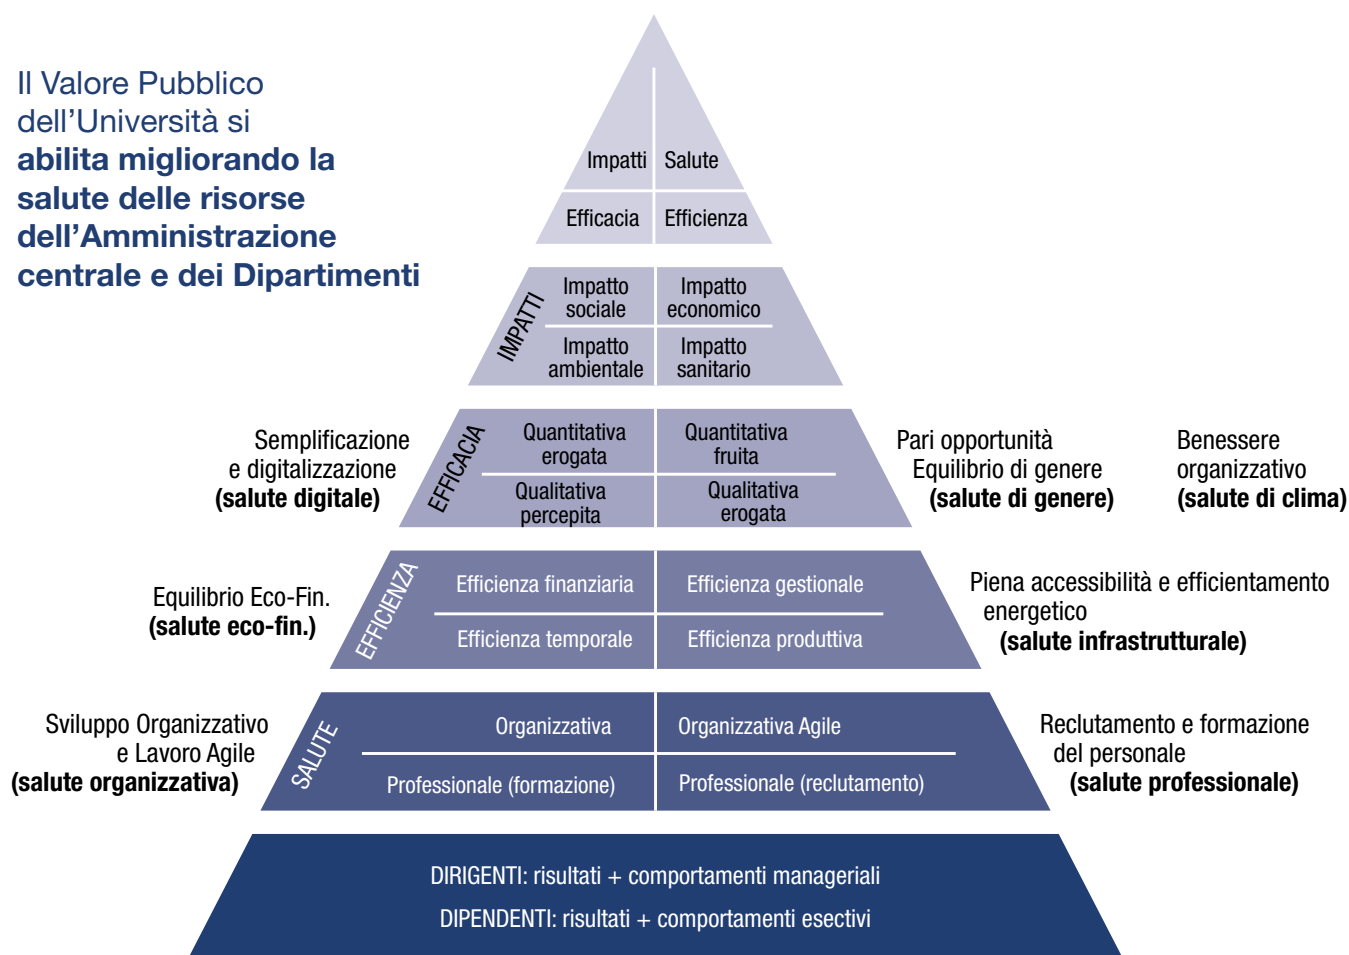 Il Valore Pubblico
dell'Università si
abilita migliorando la
salute delle risorse
dell'Amministrazione
centrale e dei Dipartimenti
Impatti Salute
Efficacia Efficienza
IMPATTI
Impatto
sociale
Impatto
economico
Impatto
ambientale
Impatto
sanitario
Semplificazione
e digitalizzazione
(salute digitale)
EFFICACIA
Quantitativa
erogata
Quantitativa
fruita
Qualitativa
percepita
Qualitativa
erogata
Pari opportunità
Equilibrio di genere
(salute di genere)
Benessere
organizzativo
(salute di clima)
Equilibrio Eco-Fin.
(salute eco-fin.)
EFFICIENZA
Efficienza finanziaria
Efficienza gestionale
Efficienza temporale
Efficienza produttiva
Piena accessibilità e efficientamento
energetico
(salute infrastrutturale)
Sviluppo Organizzativo
e Lavoro Agile
(salute organizzativa)
SALUTE
Organizzativa
Organizzativa Agile
Professionale (formazione)
Professionale (reclutamento)
Reclutamento e formazione
del personale
(salute professionale)
DIRIGENTI: risultati + comportamenti manageriali
DIPENDENTI: risultati + comportamenti esectivi